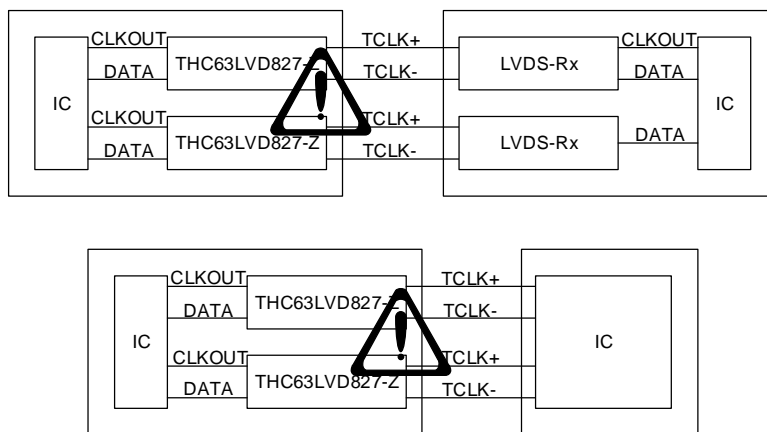 CLKOUT THC63LVD827-Z TCLK+ LVDS-Rx CLKOUT
DATA TCLK- DATA
IC IC
CLKOUT THC63LVD827-Z TCLK+ LVDS-Rx DATA
DATA TCLK-
CLKOUT THC63LVD827-Z TCLK+
DATA TCLK-
IC IC
CLKOUT THC63LVD827-Z TCLK+
DATA TCLK-